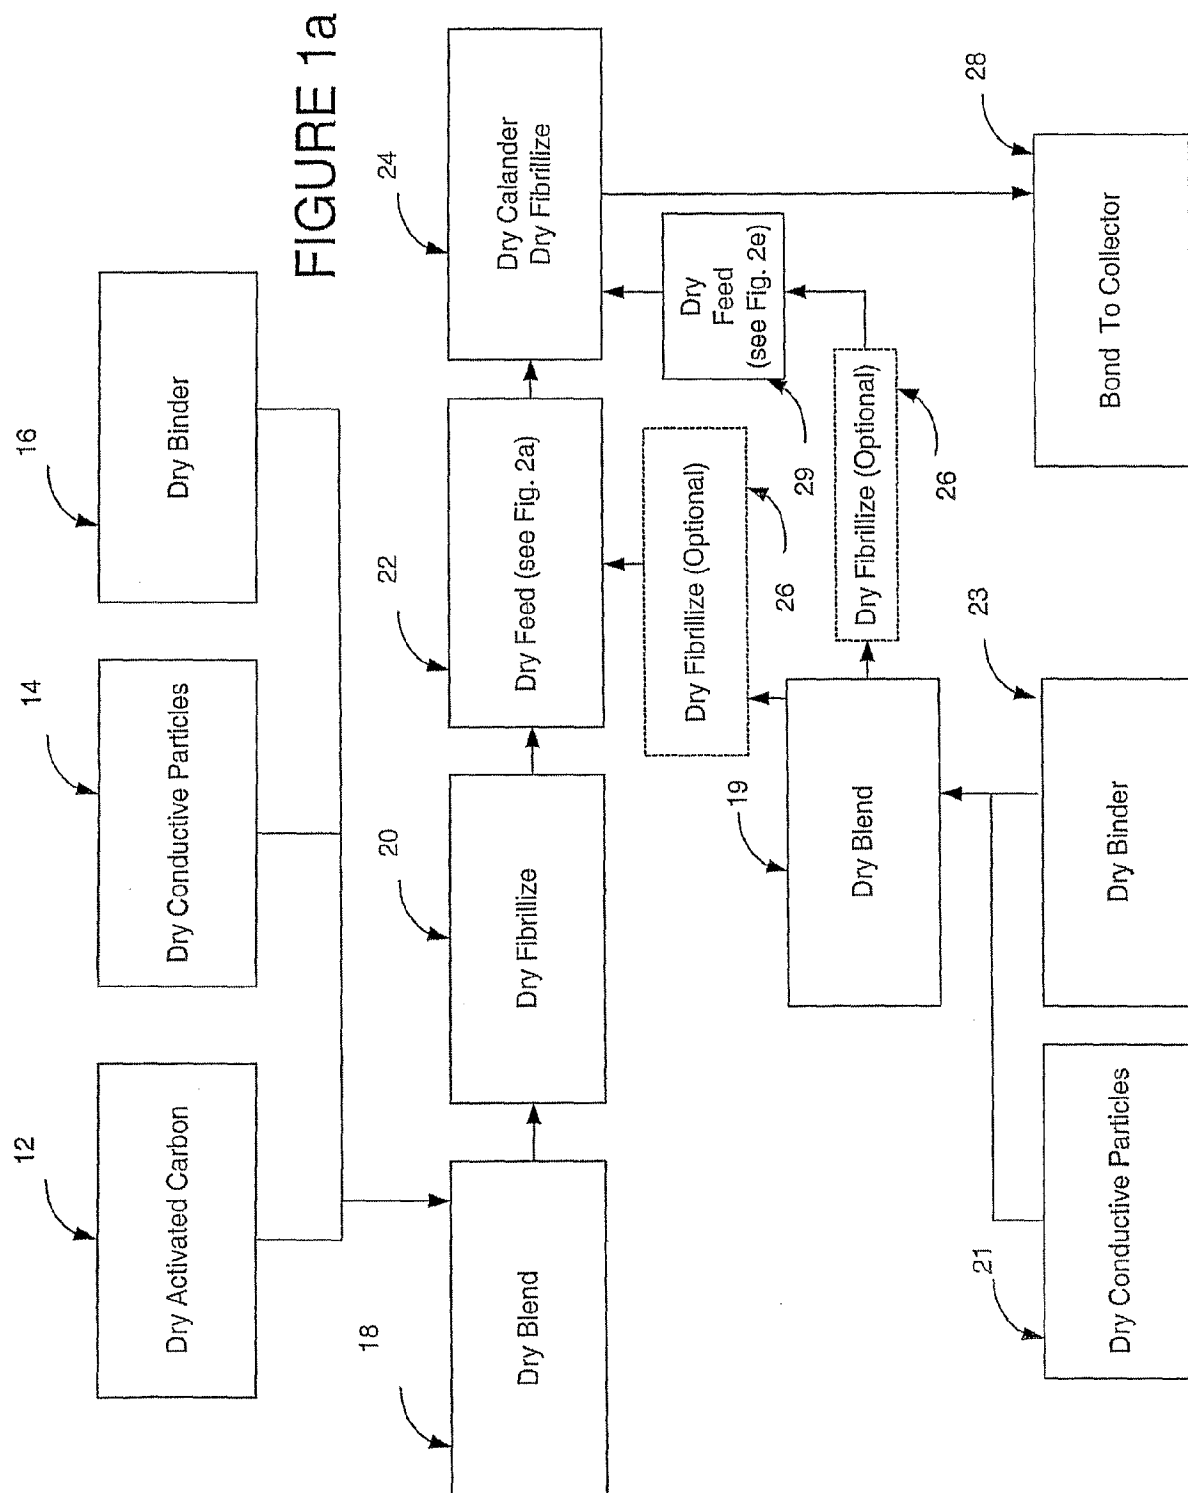 FIGURE 1a
12
14
16
Dry Activated Carbon
Dry Conductive Particles
Dry Binder
18
20
22
24
Dry Blend
Dry Fibrillize
Dry Feed (see Fig. 2a)
Dry Calander
Dry Fibrillize
19
Dry Fibrillize (Optional)
26
Dry
Feed
(see Fig. 2e)
29
Dry Blend
Dry Fibrillize (Optional)
26
21
23
28
Dry Conductive Particles
Dry Binder
Bond To Collector